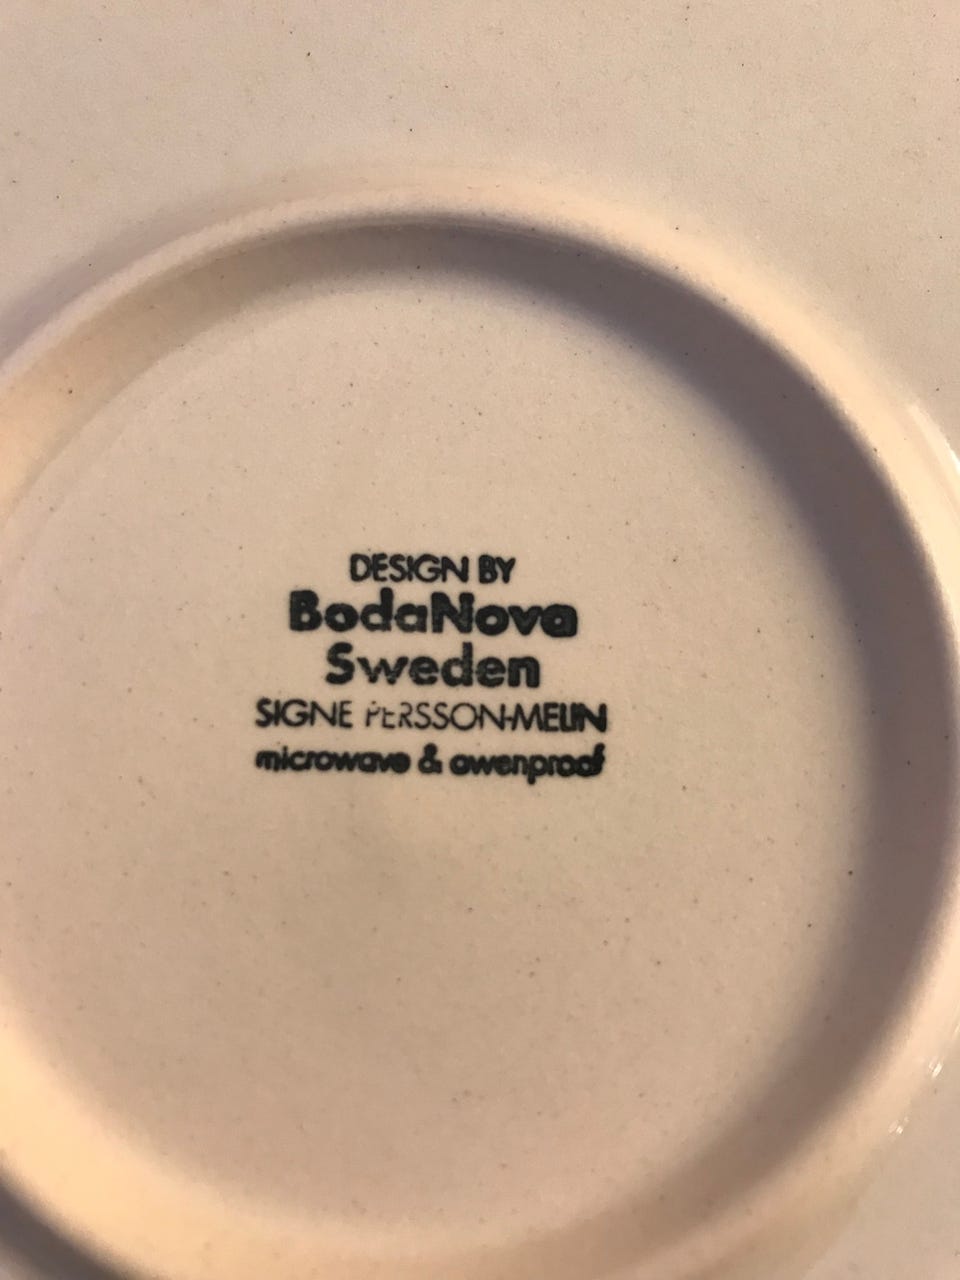 DESIGN BY
BodaNova
Sweden
SIGNE PERSSON-MELIN
microwave & owenproof